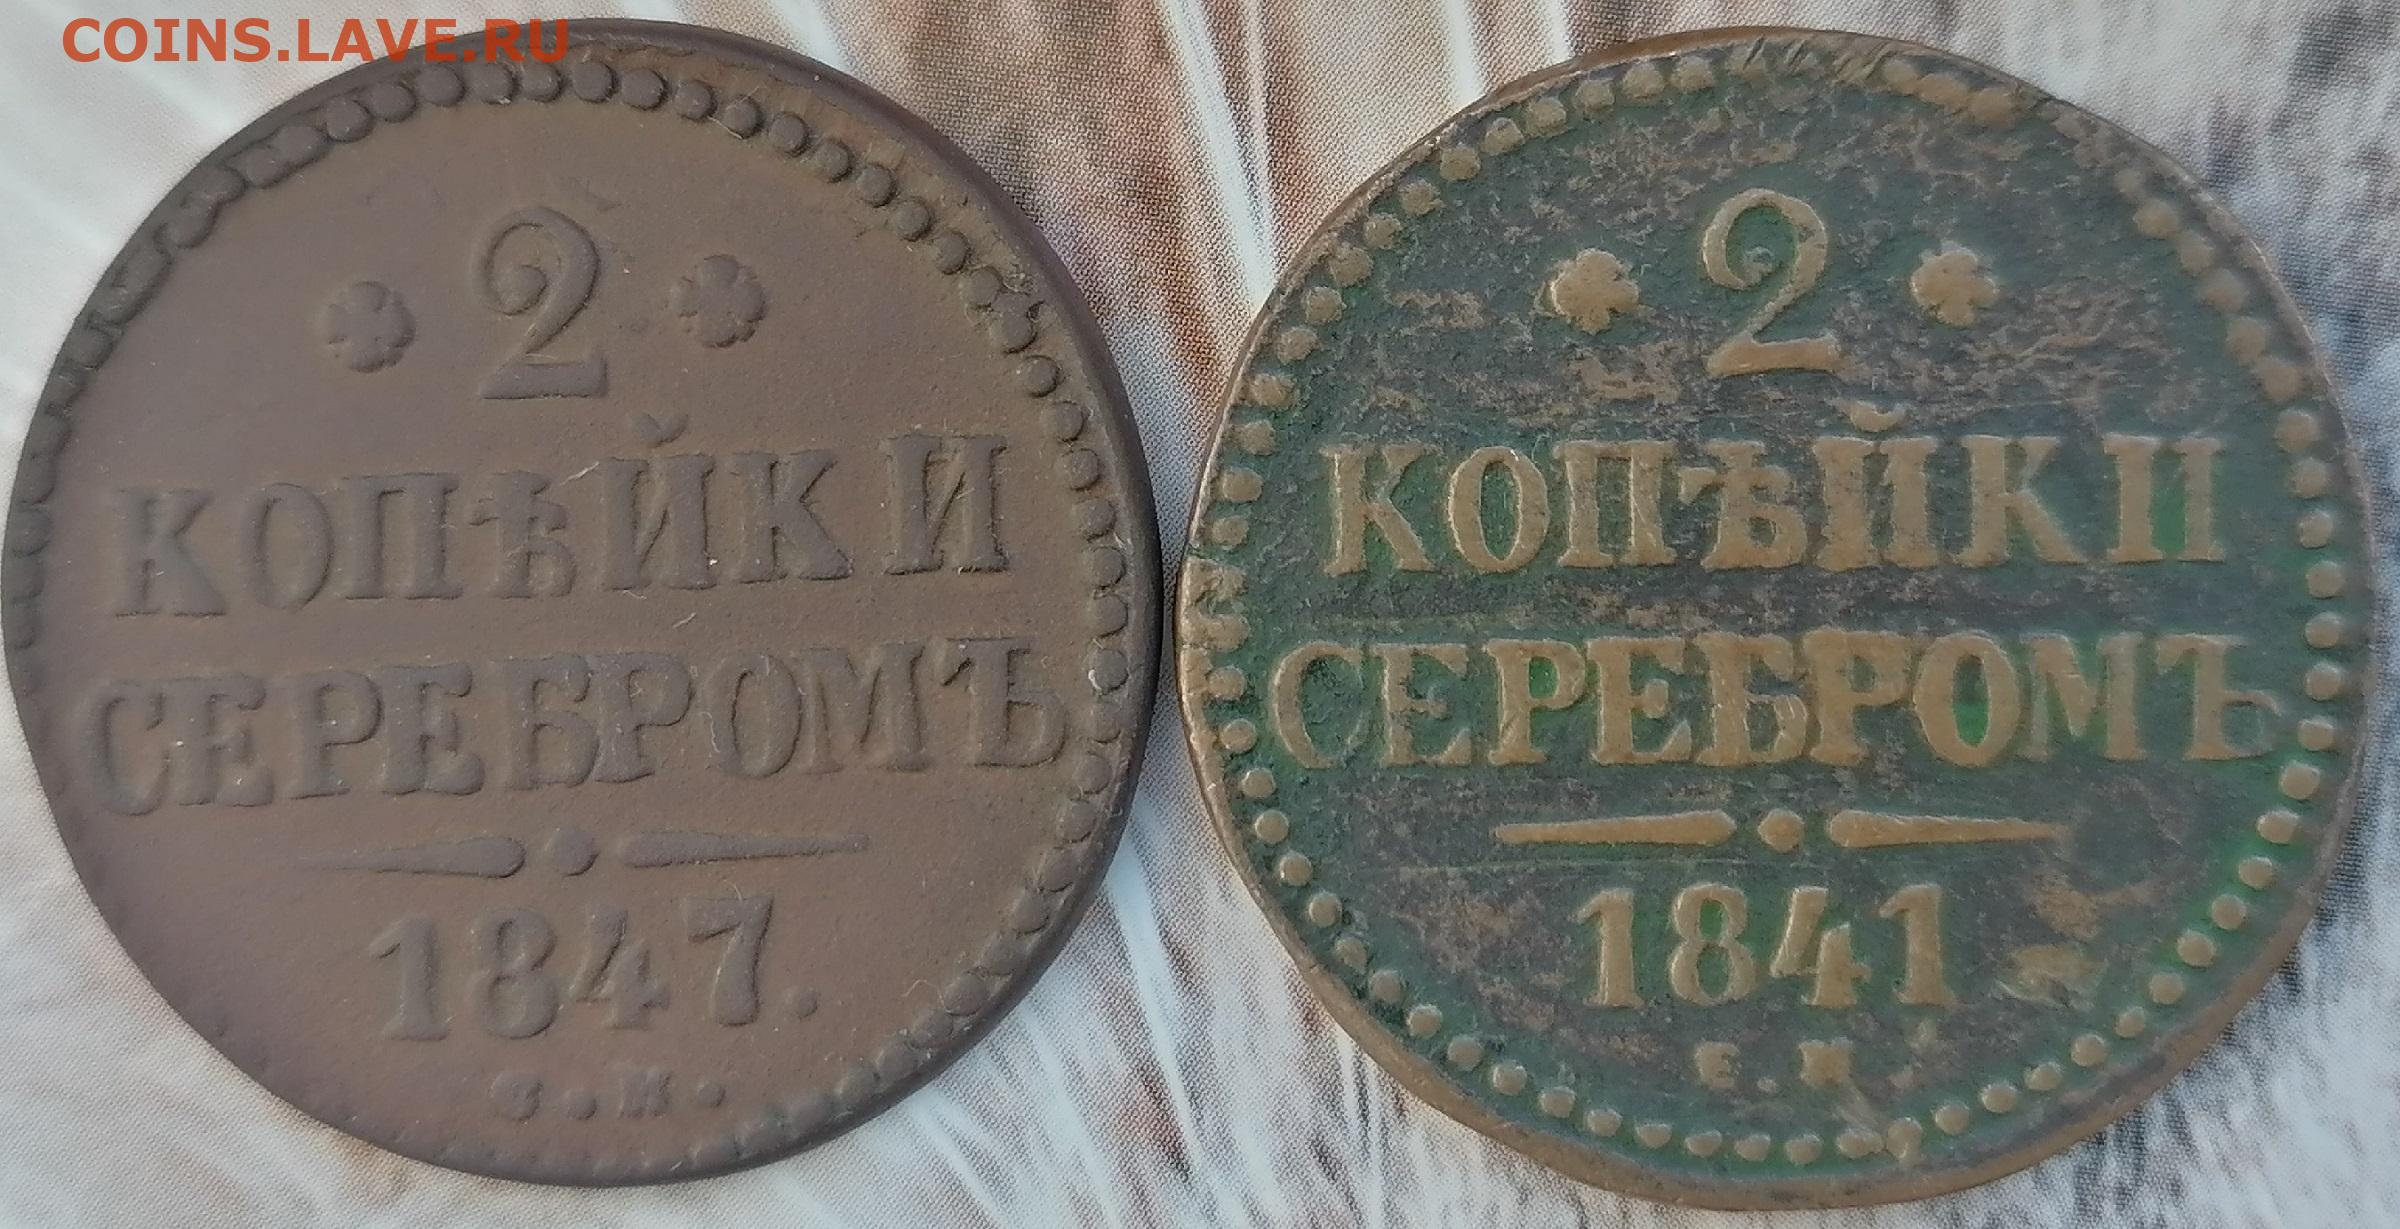 COINS.LAVE.RU
2
КОПѢЙКИ
СЕРЕБРОМЪ
1847.
С.М.
2
КОПѢЙКИ
СЕРЕБРОМЪ
1841
Е.М.